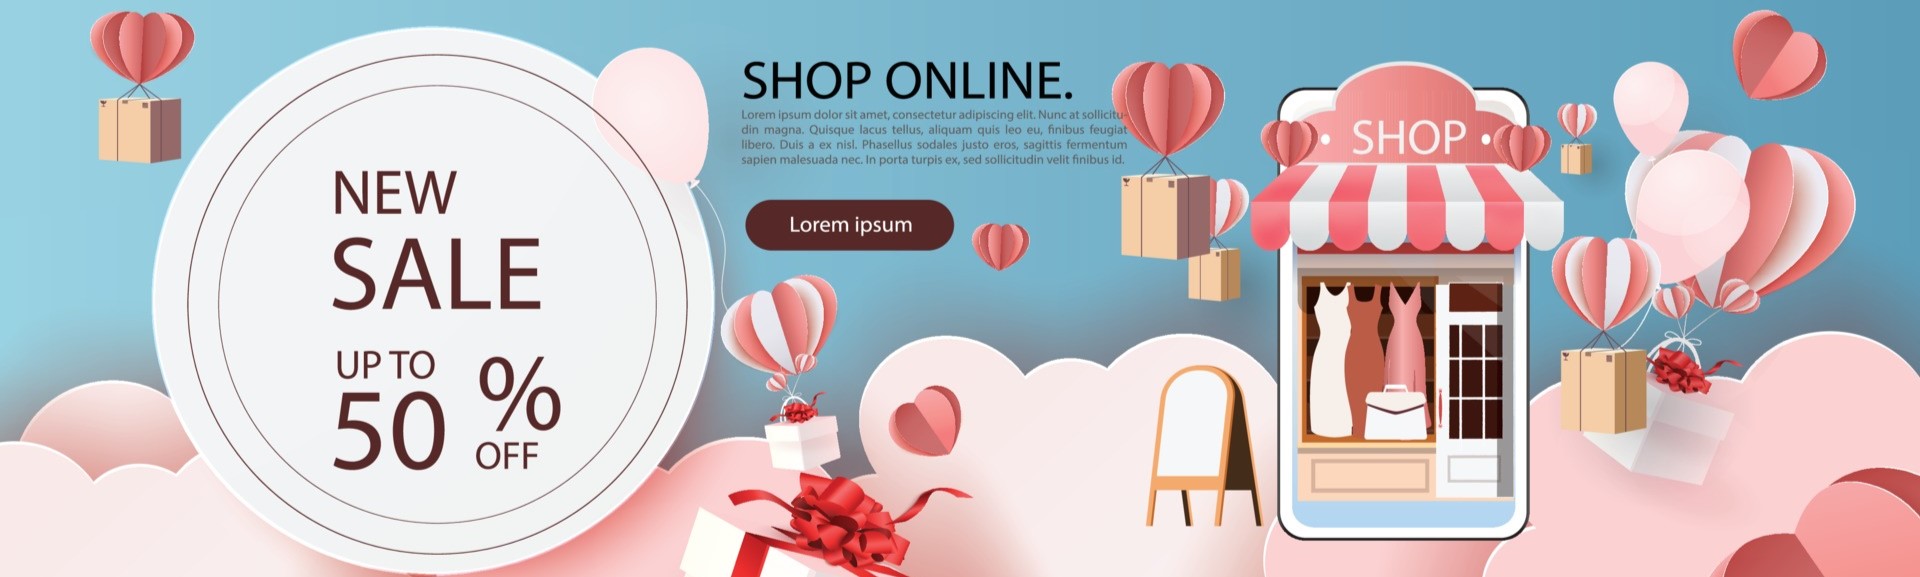 NEW
SALE
UP TO
50 %
OFF
SHOP ONLINE.
Lorem ipsum dolor sit amet, consectetur adipiscing elit. Nunc at sollicitu-
din magna. Quisque lacus tellus, aliquam quis leo eu, finibus feugiat
libero. Duis a ex nisl. Phasellus sodales justo eros, sagittis fermentum
sapien malesuada nec. In porta turpis ex, sed sollicitudin velit finibus id.
Lorem ipsum
• SHOP •